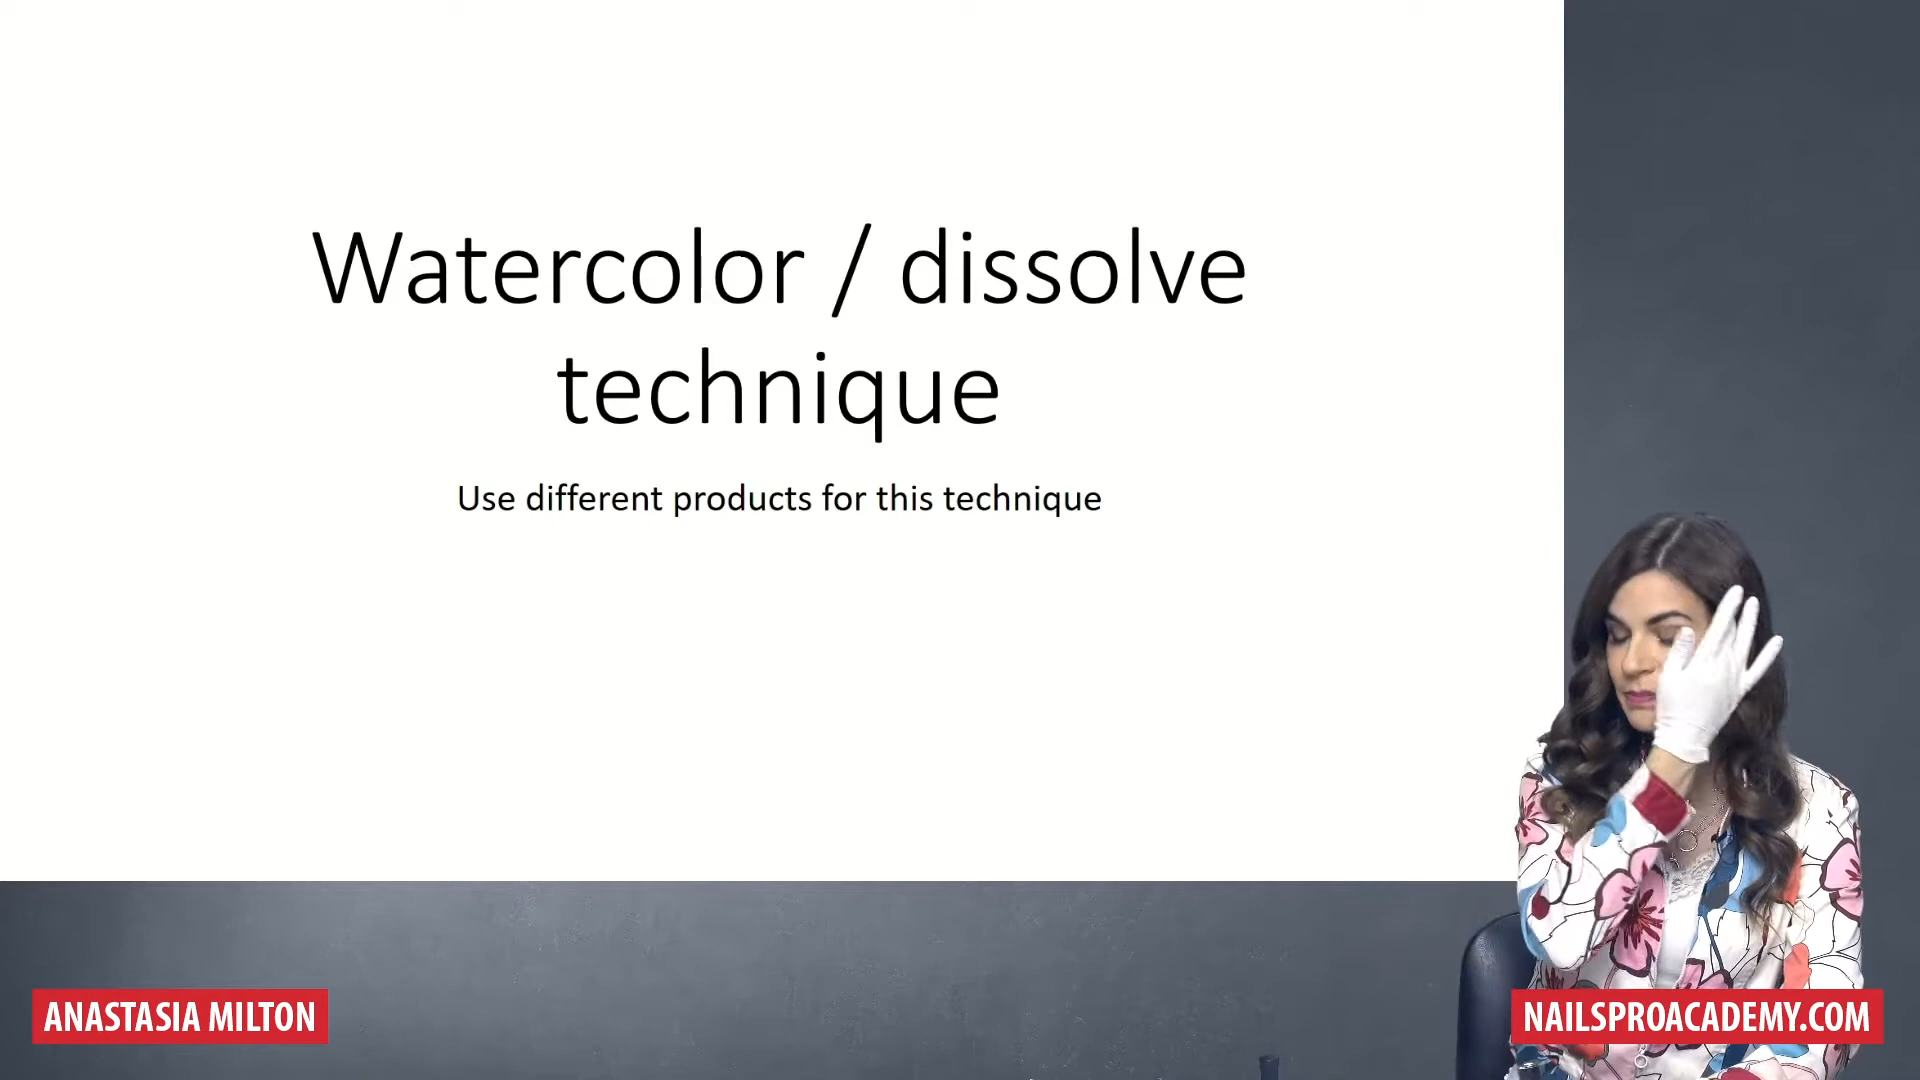 Watercolor / dissolve
technique
Use different products for this technique
ANASTASIA MILTON
NAILSPROACADEMY.COM